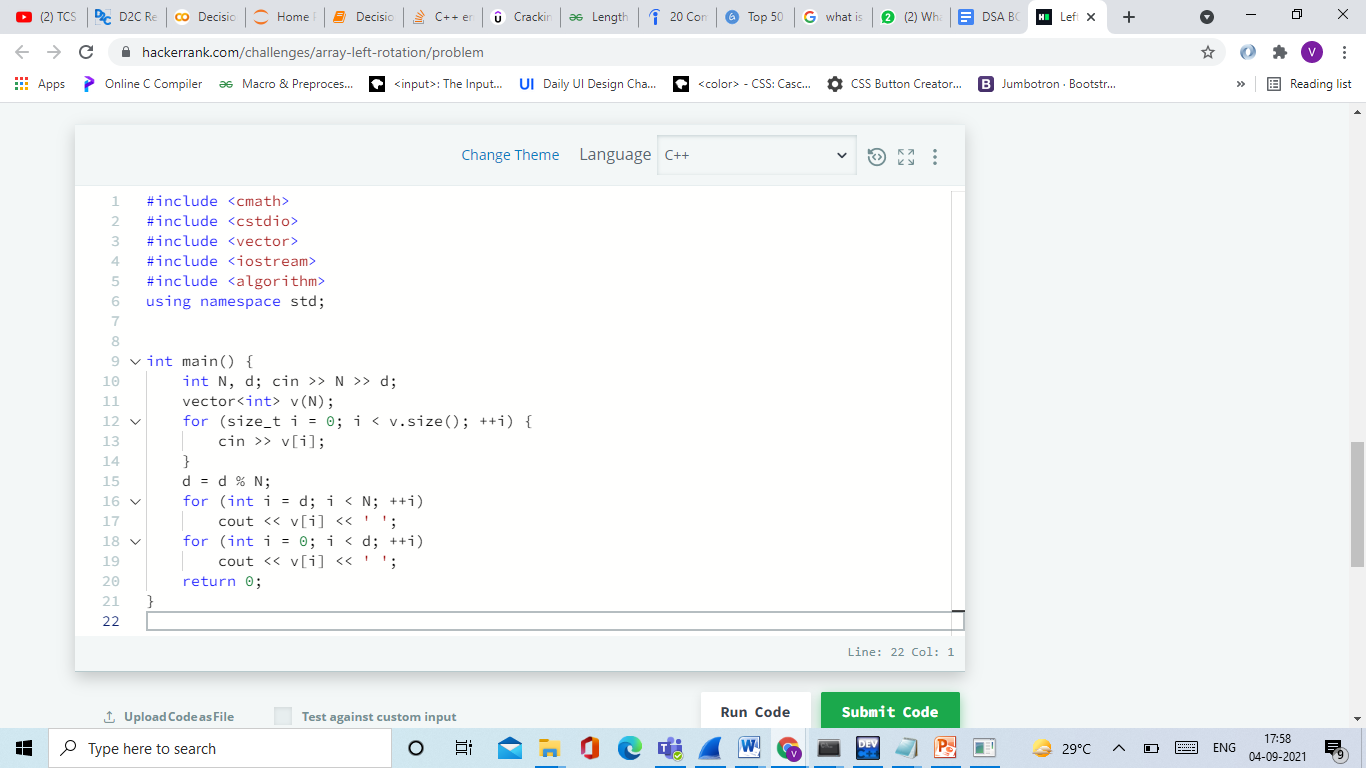 (2) TCS D2C Re Decisio Home Decisio C++ er Crackin Length 20 Con Top 50 what is (2) Wha DSA BC Left
hackerrank.com/challenges/array-left-rotation/problem V
Apps Online C Compiler Macro & Preproces... <input>: The Input... UI Daily UI Design Cha... <color> - CSS: Casc... CSS Button Creator... B Jumbotron · Bootstr... » Reading list
Change Theme Language C++
1 #include <cmath>
2 #include <cstdio>
3 #include <vector>
4 #include <iostream>
5 #include <algorithm>
6 using namespace std;
7
8
9 int main() {
10 int N, d; cin >> N >> d;
11 vector<int> v(N);
12 for (size_t i = 0; i < v.size(); ++i) {
13 cin >> v[i];
14 }
15 d = d % N;
16 for (int i = d; i < N; ++i)
17 cout << v[i] << ' ';
18 for (int i = 0; i < d; ++i)
19 cout << v[i] << ' ';
20 return 0;
21 }
22
Line: 22 Col: 1
Upload Code as File Test against custom input Run Code Submit Code
Type here to search 29°C ENG 17:58
04-09-2021 9